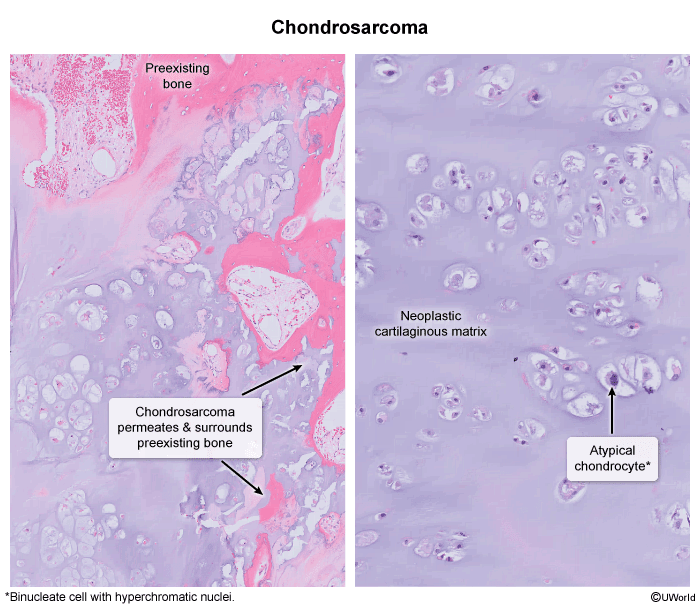 Chondrosarcoma
Preexisting
bone
Chondrosarcoma
permeates & surrounds
preexisting bone
Neoplastic
cartilaginous matrix
Atypical
chondrocyte*
*Binucleate cell with hyperchromatic nuclei.
©UWorld